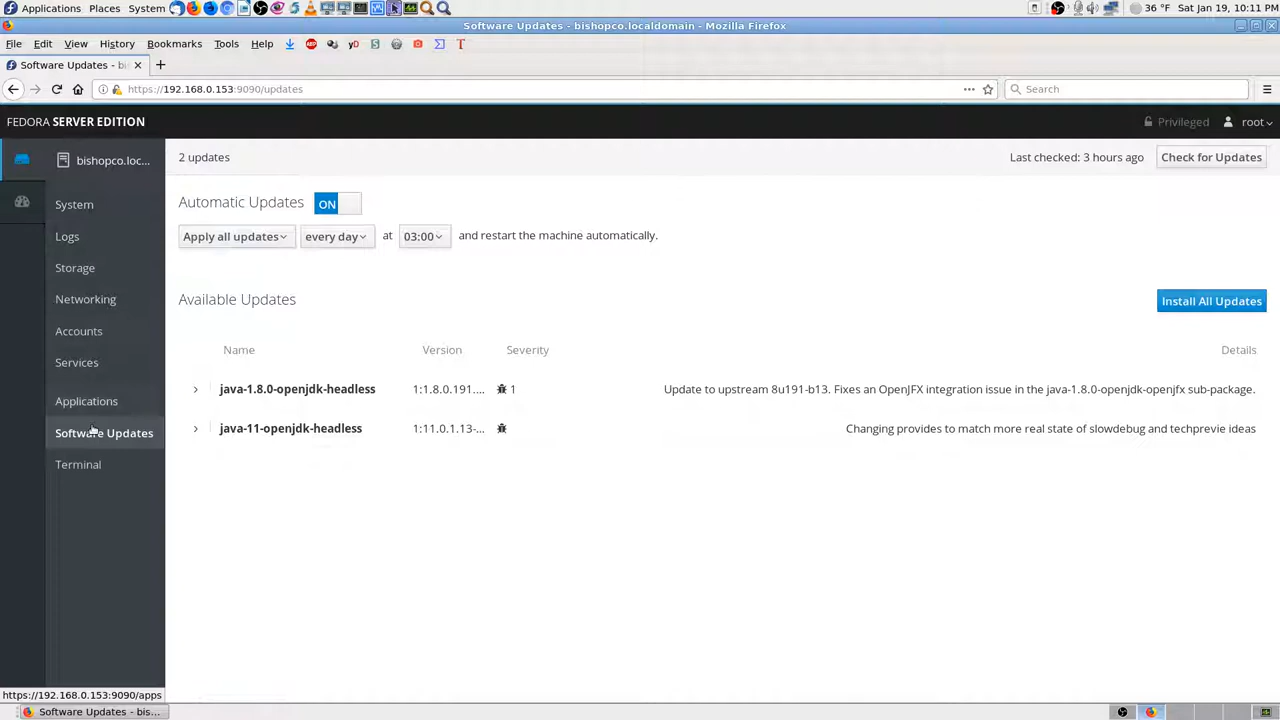 Applications Places System 36 °F Sat Jan 19, 10:11 PM
Software Updates - bishopco.localdomain - Mozilla Firefox
File Edit View History Bookmarks Tools Help
Software Updates - bis
https://192.168.0.153:9090/updates
Search
FEDORA SERVER EDITION
Privileged
root
bishopco.loc...
2 updates
Last checked: 3 hours ago
Check for Updates
System
Logs
Storage
Networking
Accounts
Services
Applications
Software Updates
Terminal
Automatic Updates ON
Apply all updates every day at 03:00 and restart the machine automatically.
Available Updates
Install All Updates
Name Version Severity Details
java-1.8.0-openjdk-headless 1:1.8.0.191.... 1 Update to upstream 8u191-b13. Fixes an OpenJFX integration issue in the java-1.8.0-openjdk-openjfx sub-package.
java-11-openjdk-headless 1:11.0.1.13-... Changing provides to match more real state of slowdebug and techprevie ideas
https://192.168.0.153:9090/apps
Software Updates - bis...